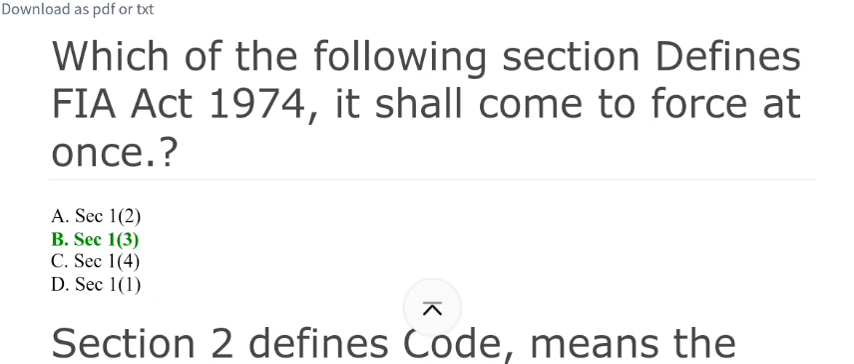 Download as pdf or txt
Which of the following section Defines
FIA Act 1974, it shall come to force at
once.?
A. Sec 1(2)
B. Sec 1(3)
C. Sec 1(4)
D. Sec 1(1)
Section 2 defines Code, means the